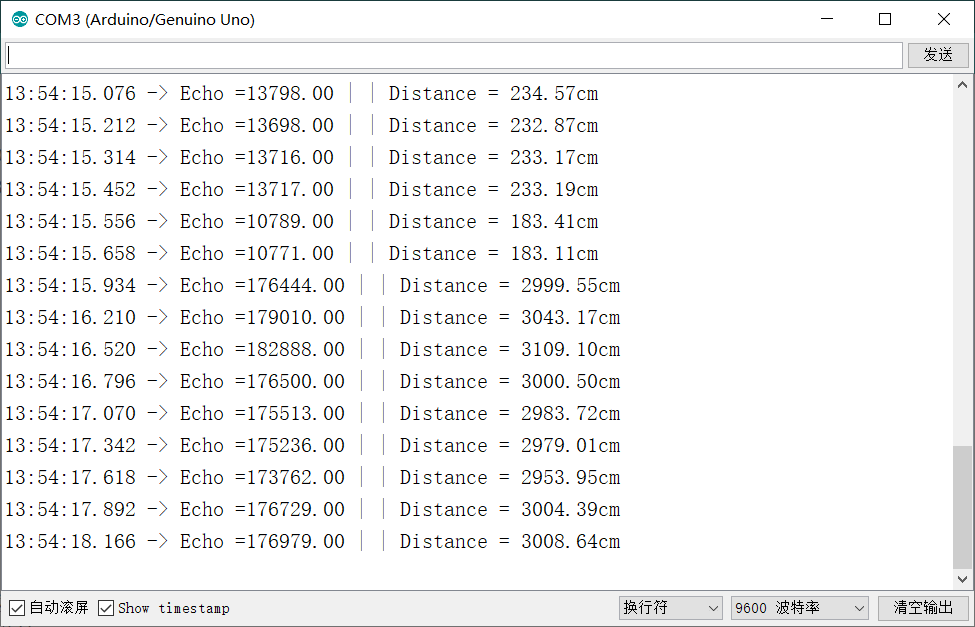 COM3 (Arduino/Genuino Uno)
发送
13:54:15.076 -> Echo =13798.00 | | Distance = 234.57cm
13:54:15.212 -> Echo =13698.00 | | Distance = 232.87cm
13:54:15.314 -> Echo =13716.00 | | Distance = 233.17cm
13:54:15.452 -> Echo =13717.00 | | Distance = 233.19cm
13:54:15.556 -> Echo =10789.00 | | Distance = 183.41cm
13:54:15.658 -> Echo =10771.00 | | Distance = 183.11cm
13:54:15.934 -> Echo =176444.00 | | Distance = 2999.55cm
13:54:16.210 -> Echo =179010.00 | | Distance = 3043.17cm
13:54:16.520 -> Echo =182888.00 | | Distance = 3109.10cm
13:54:16.796 -> Echo =176500.00 | | Distance = 3000.50cm
13:54:17.070 -> Echo =175513.00 | | Distance = 2983.72cm
13:54:17.342 -> Echo =175236.00 | | Distance = 2979.01cm
13:54:17.618 -> Echo =173762.00 | | Distance = 2953.95cm
13:54:17.892 -> Echo =176729.00 | | Distance = 3004.39cm
13:54:18.166 -> Echo =176979.00 | | Distance = 3008.64cm
自动滚屏 Show timestamp 换行符 9600 波特率 清空输出